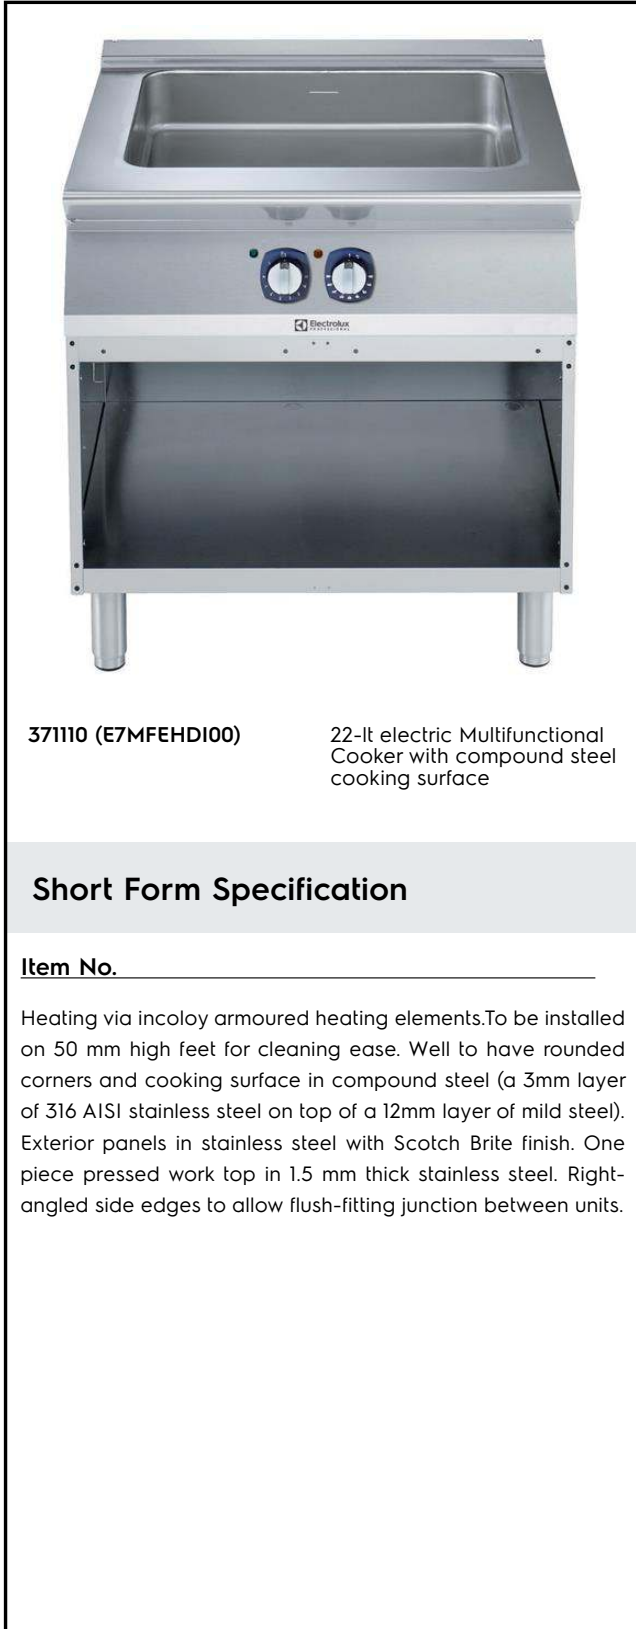 Electrolux
PROFESSIONAL
371110 (E7MFEHDI00)
22-lt electric Multifunctional
Cooker with compound steel
cooking surface
Short Form Specification
Item No.
Heating via incoloy armoured heating elements.To be installed
on 50 mm high feet for cleaning ease. Well to have rounded
corners and cooking surface in compound steel (a 3mm layer
of 316 AISI stainless steel on top of a 12mm layer of mild steel).
Exterior panels in stainless steel with Scotch Brite finish. One
piece pressed work top in 1.5 mm thick stainless steel. Right-
angled side edges to allow flush-fitting junction between units.